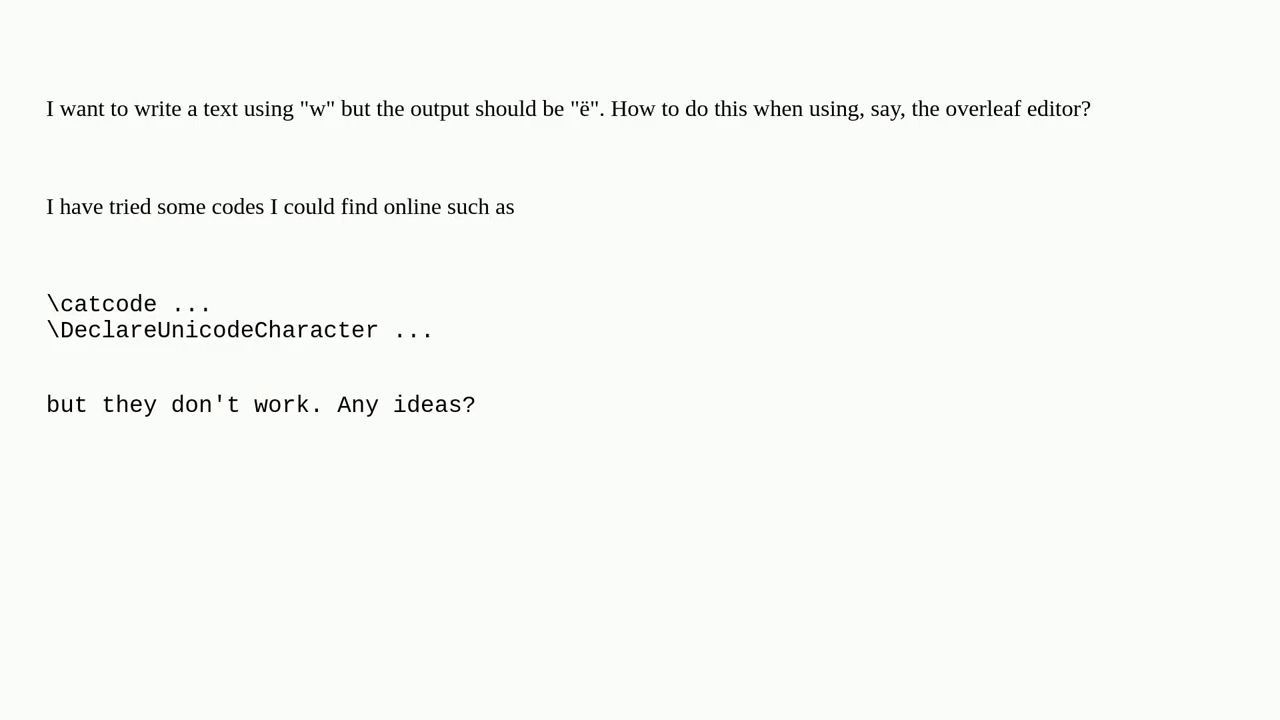 I want to write a text using "w" but the output should be "ë". How to do this when using, say, the overleaf editor?
I have tried some codes I could find online such as
\catcode ...
\DeclareUnicodeCharacter ...
but they don't work. Any ideas?